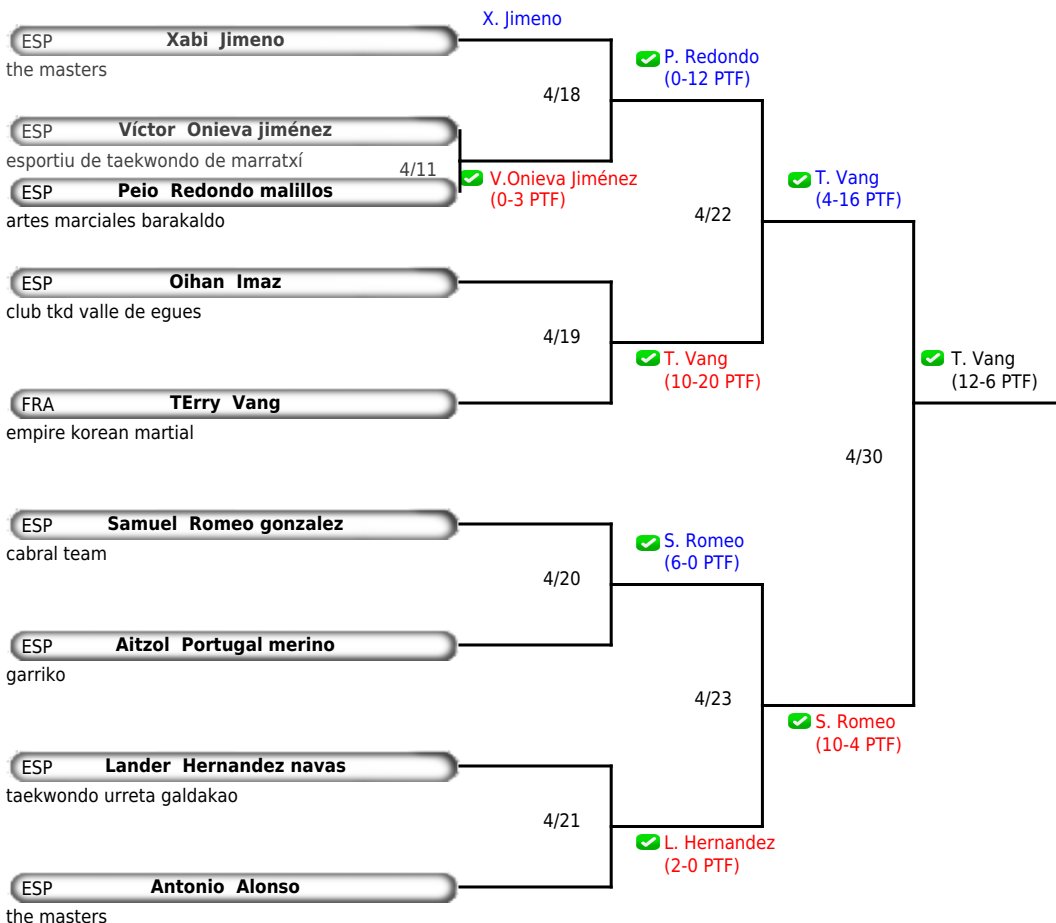 X. Jimeno
ESP Xabi Jimeno
the masters
P. Redondo
(0-12 PTF)
4/18
ESP Víctor Onieva jiménez
esportiu de taekwondo de marratxí
4/11
V.Onieva Jiménez
(0-3 PTF)
ESP Peio Redondo malillos
artes marciales barakaldo
T. Vang
(4-16 PTF)
4/22
ESP Oihan Imaz
club tkd valle de egues
4/19
T. Vang
(10-20 PTF)
T. Vang
(12-6 PTF)
FRA TErry Vang
empire korean martial
4/30
ESP Samuel Romeo gonzalez
cabral team
S. Romeo
(6-0 PTF)
4/20
ESP Aitzol Portugal merino
garriko
4/23
S. Romeo
(10-4 PTF)
ESP Lander Hernandez navas
taekwondo urreta galdakao
4/21
L. Hernandez
(2-0 PTF)
ESP Antonio Alonso
the masters